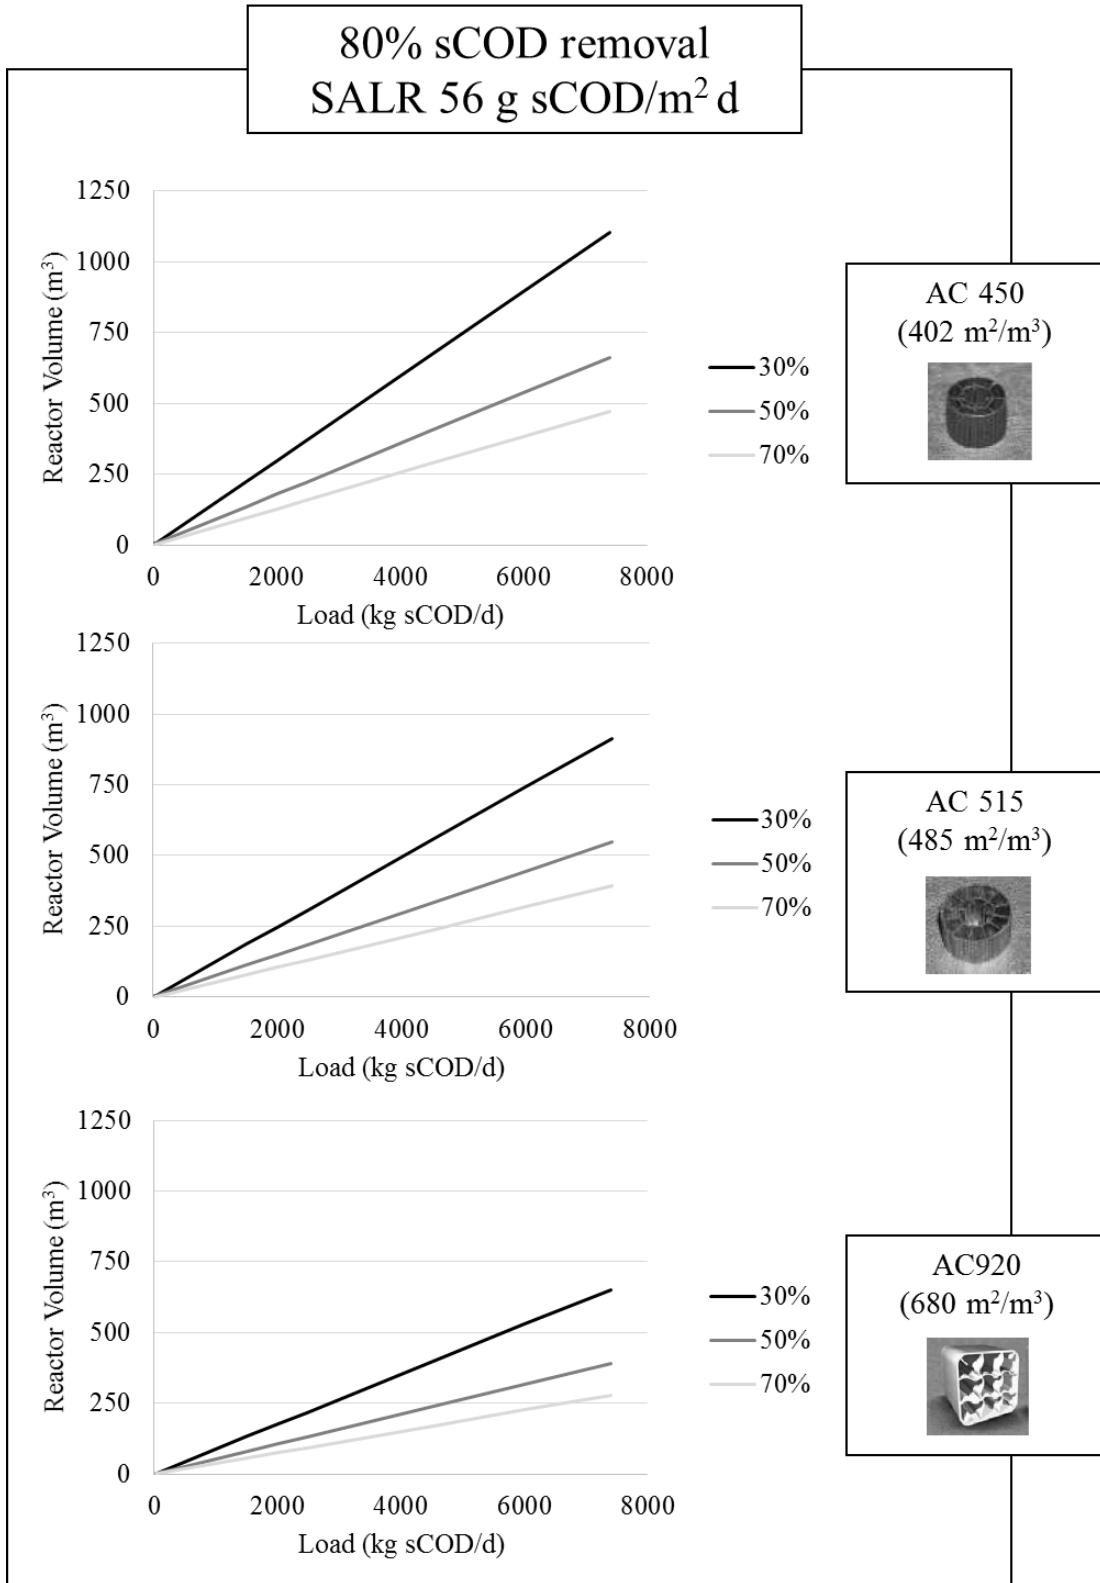 80% sCOD removal
SALR 56 g sCOD/m² d
1250
1000
750
500
250
0
Reactor Volume (m³)
0 2000 4000 6000 8000
Load (kg sCOD/d)
30%
50%
70%
AC 450
(402 m²/m³)
1250
1000
750
500
250
0
Reactor Volume (m³)
0 2000 4000 6000 8000
Load (kg sCOD/d)
30%
50%
70%
AC 515
(485 m²/m³)
1250
1000
750
500
250
0
Reactor Volume (m³)
0 2000 4000 6000 8000
Load (kg sCOD/d)
30%
50%
70%
AC920
(680 m²/m³)